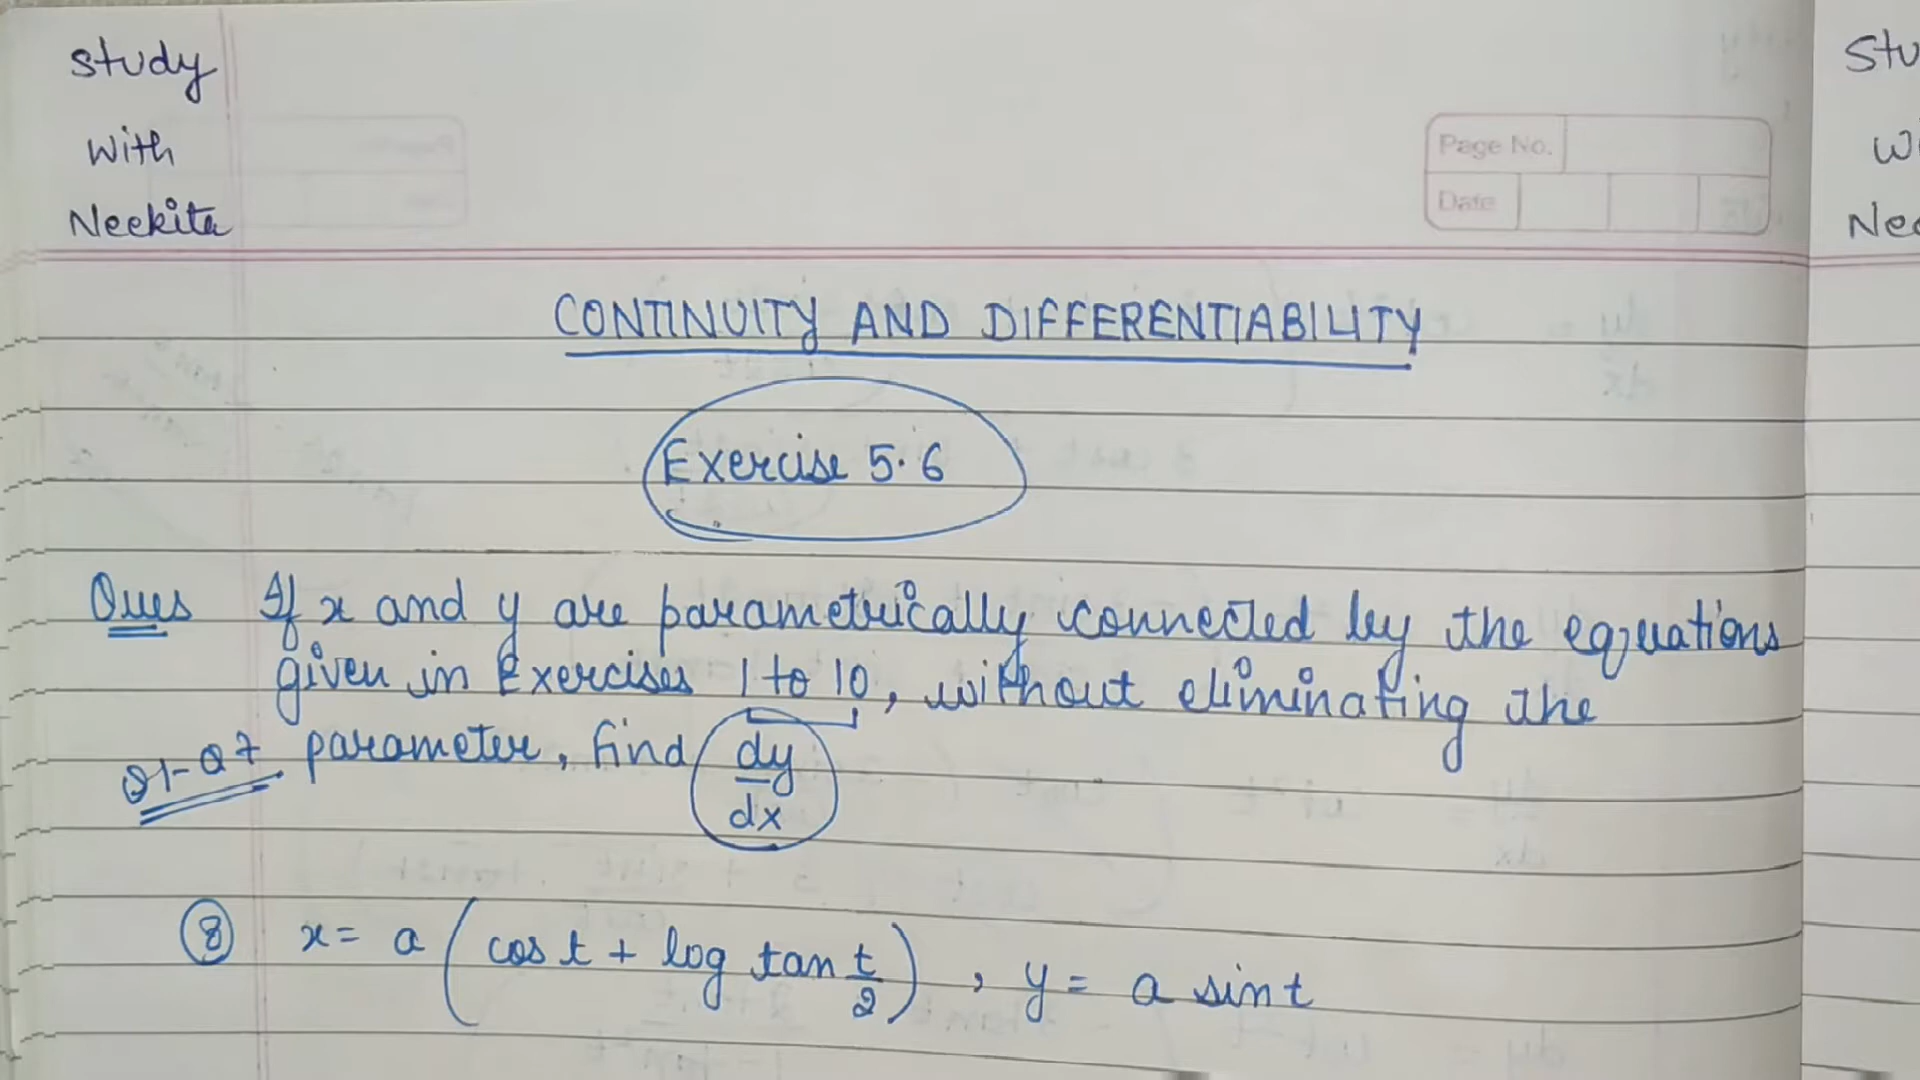 Study
With
Neekita
Page No.
Date
Stu
Wi
Nee
CONTINUITY AND DIFFERENTIABILITY
Exercise 5.6
Ques If x and y are parametrically connected by the equations
given in Exercises 1 to 10, without eliminating the
Q1-Q7 parameter, find dy/dx
⑧ x = a (cos t + log tan t/2), y = a sin t